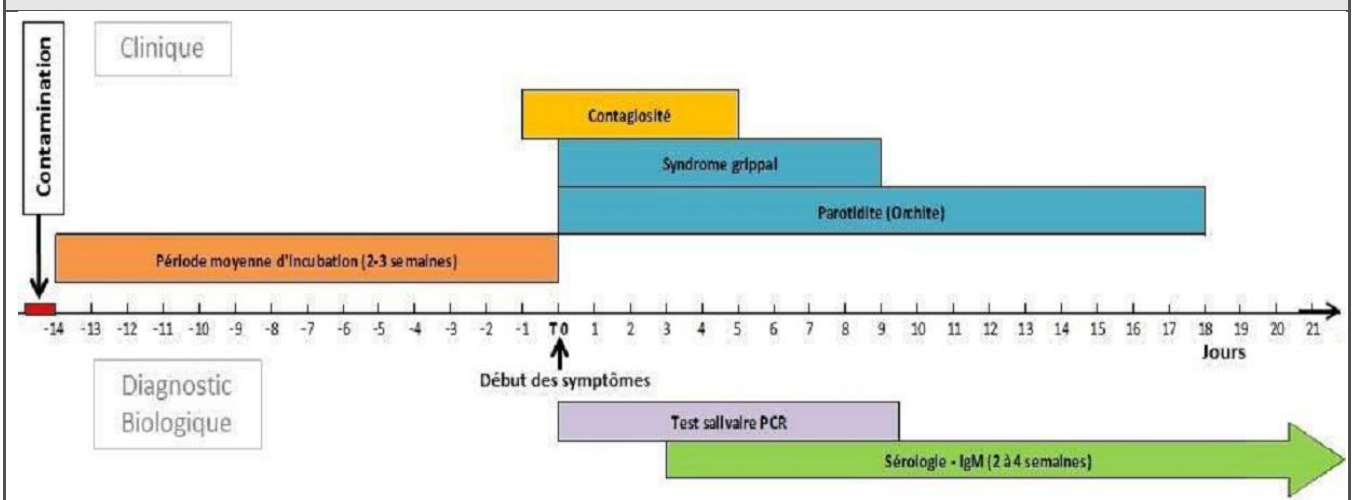 Clinique
Contamination
Contagiosité
Syndrome grippal
Parotidite (Orchite)
Période moyenne d'incubation (2-3 semaines)
-14 -13 -12 -11 -10 -9 -8 -7 -6 -5 -4 -3 -2 -1 T0 1 2 3 4 5 6 7 8 9 10 11 12 13 14 15 16 17 18 19 20 21
Jours
Début des symptômes
Diagnostic
Biologique
Test salivaire PCR
Sérologie - IgM (2 à 4 semaines)